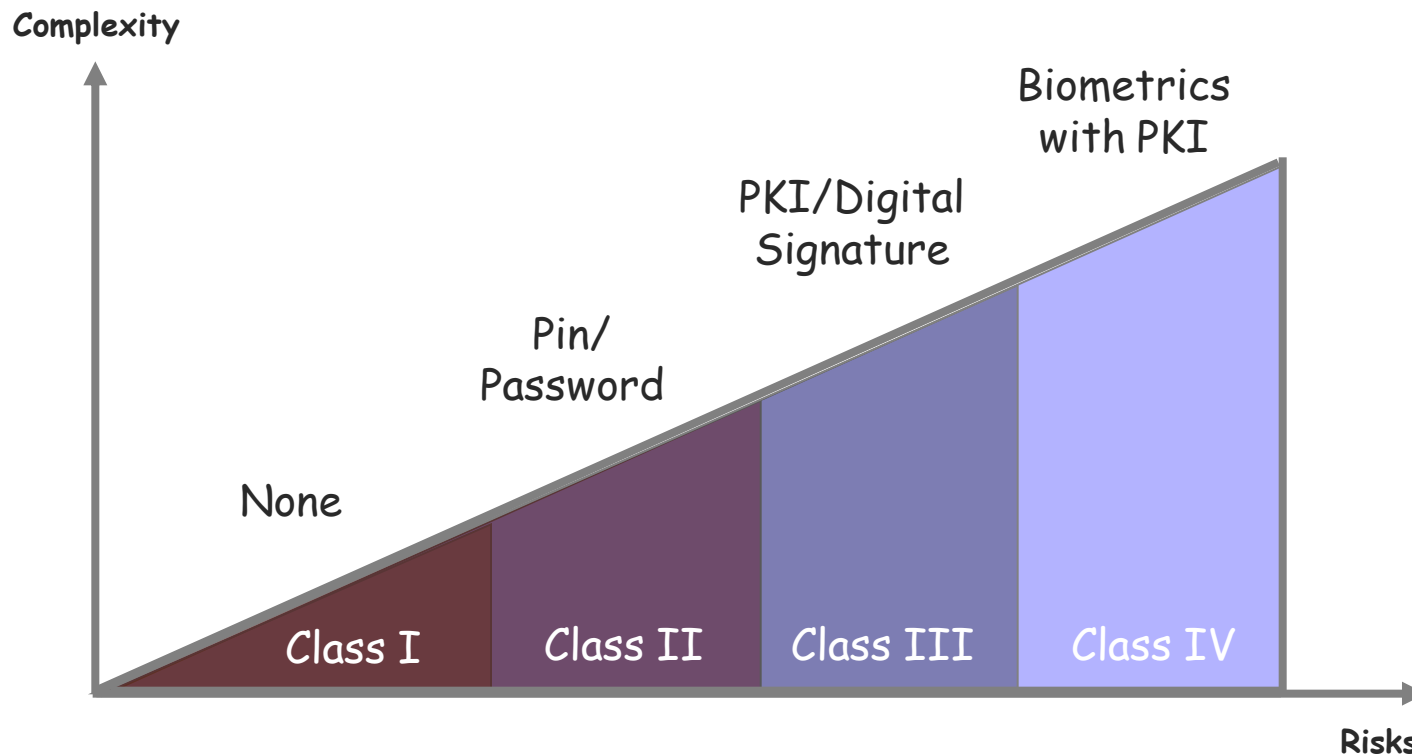 Complexity
Biometrics
with PKI
PKI/Digital
Signature
Pin/
Password
None
Class I
Class II
Class III
Class IV
Risks